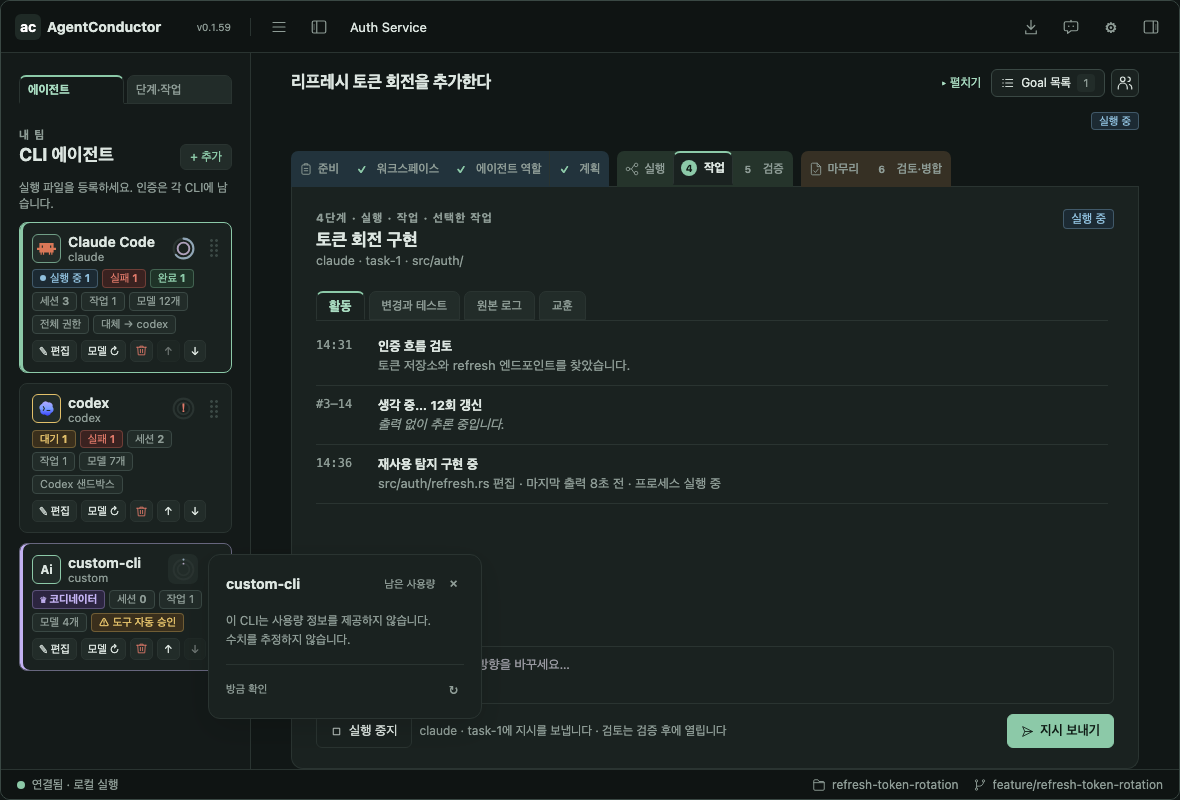 ac AgentConductor v0.1.59 Auth Service
에이전트 단계·작업
내 팀
CLI 에이전트 + 추가
실행 파일을 등록하세요. 인증은 각 CLI에 남
습니다.
Claude Code
claude
실행 중 1 실패 1 완료 1
세션 3 작업 1 모델 12개
전체 권한 대체 → codex
✎ 편집 모델 ↻ ↑ ↓
codex
codex
대기 1 실패 1 세션 2
작업 1 모델 7개
Codex 샌드박스
✎ 편집 모델 ↻ ↑ ↓
Ai custom-cli
custom
♛ 코디네이터 세션 0 작업 1
모델 4개 ⚠ 도구 자동 승인
✎ 편집 모델 ↻ ↑ ↓
리프레시 토큰 회전을 추가한다 ▸ 펼치기 Goal 목록 1
실행 중
준비 ✓ 워크스페이스 ✓ 에이전트 역할 ✓ 계획 실행 4 작업 5 검증 마무리 6 검토·병합
4단계 · 실행 · 작업 · 선택한 작업 실행 중
토큰 회전 구현
claude · task-1 · src/auth/
활동 변경과 테스트 원본 로그 교훈
14:31 인증 흐름 검토
토큰 저장소와 refresh 엔드포인트를 찾았습니다.
#3–14 생각 중... 12회 갱신
출력 없이 추론 중입니다.
14:36 재사용 탐지 구현 중
src/auth/refresh.rs 편집 · 마지막 출력 8초 전 · 프로세스 실행 중
custom-cli 남은 사용량 ×
이 CLI는 사용량 정보를 제공하지 않습니다.
수치를 추정하지 않습니다.
방금 확인 ↻
방향을 바꾸세요...
실행 중지 claude · task-1에 지시를 보냅니다 · 검토는 검증 후에 열립니다 지시 보내기
연결됨 · 로컬 실행 refresh-token-rotation feature/refresh-token-rotation